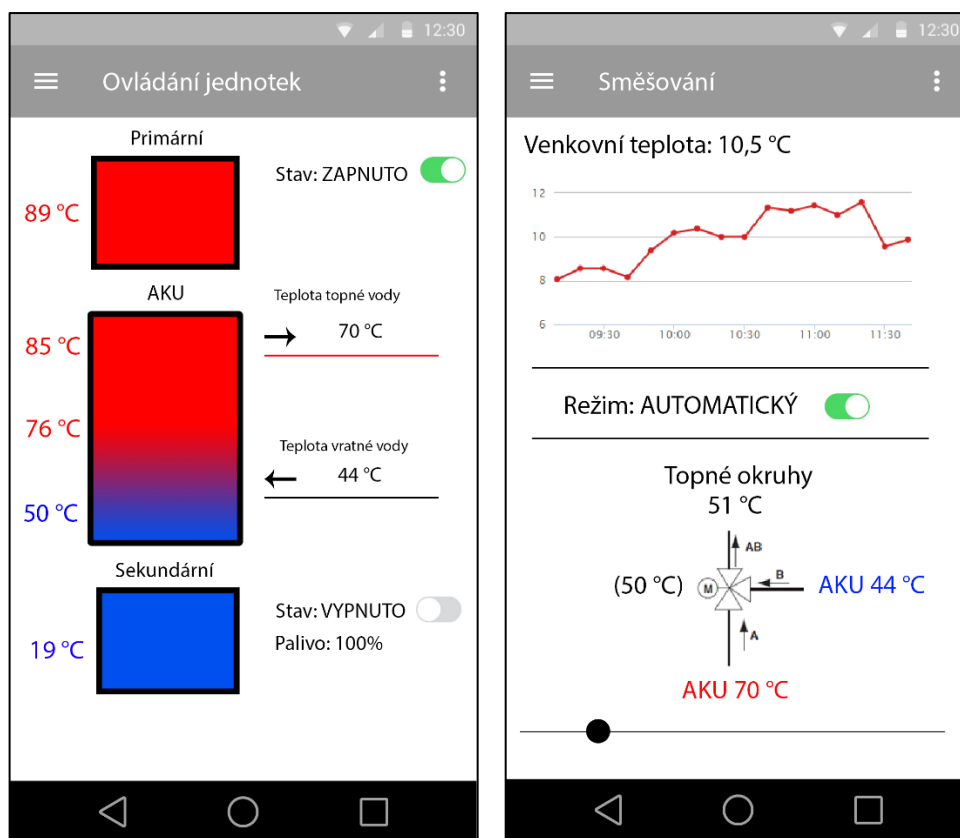 12:30
Ovládání jednotek
Primární
Stav: ZAPNUTO
89 °C
AKU
Teplota topné vody
85 °C
70 °C
76 °C
Teplota vratné vody
44 °C
50 °C
Sekundární
Stav: VYPNUTO
Palivo: 100%
19 °C
12:30
Směšování
Venkovní teplota: 10,5 °C
12
10
8
6
09:30 10:00 10:30 11:00 11:30
Režim: AUTOMATICKÝ
Topné okruhy
51 °C
AB
(50 °C)
M
B
AKU 44 °C
A
AKU 70 °C